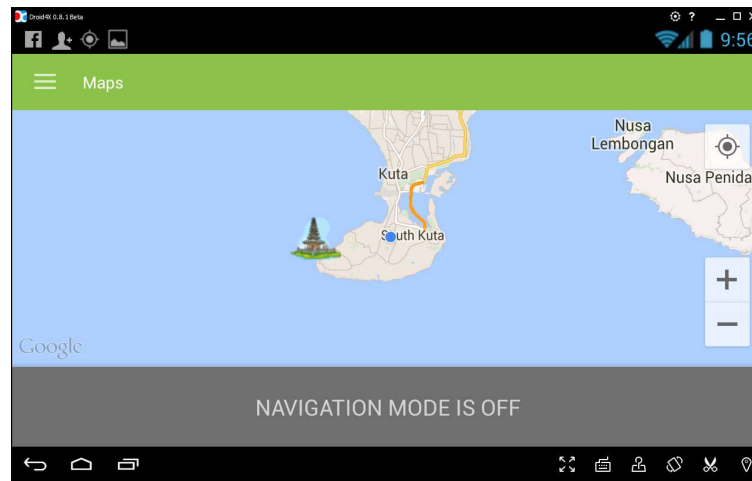 Droid4X 0.8.1 Beta
9:56
Maps
Nusa
Lembongan
Kuta
Nusa Penida
South Kuta
Google
NAVIGATION MODE IS OFF